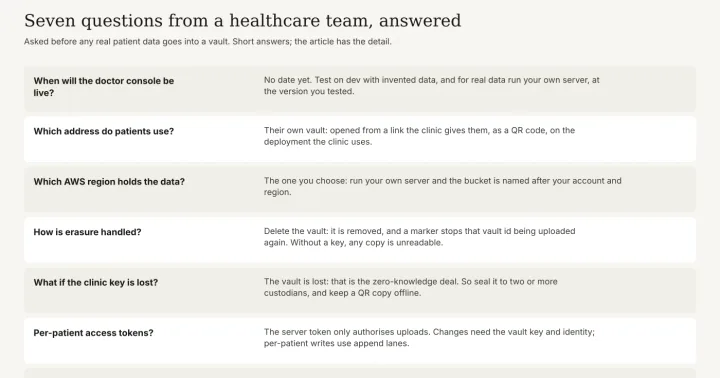 Seven questions from a healthcare team, answered
Asked before any real patient data goes into a vault. Short answers; the article has the detail.
When will the doctor console be
live?
No date yet. Test on dev with invented data, and for real data run your own server, at
the version you tested.
Which address do patients use?
Their own vault: opened from a link the clinic gives them, as a QR code, on the
deployment the clinic uses.
Which AWS region holds the data?
The one you choose: run your own server and the bucket is named after your account and
region.
How is erasure handled?
Delete the vault: it is removed, and a marker stops that vault id being uploaded
again. Without a key, any copy is unreadable.
What if the clinic key is lost?
The vault is lost: that is the zero-knowledge deal. So seal it to two or more
custodians, and keep a QR copy offline.
Per-patient access tokens?
The server token only authorises uploads. Changes need the vault key and identity;
per-patient writes use append lanes.